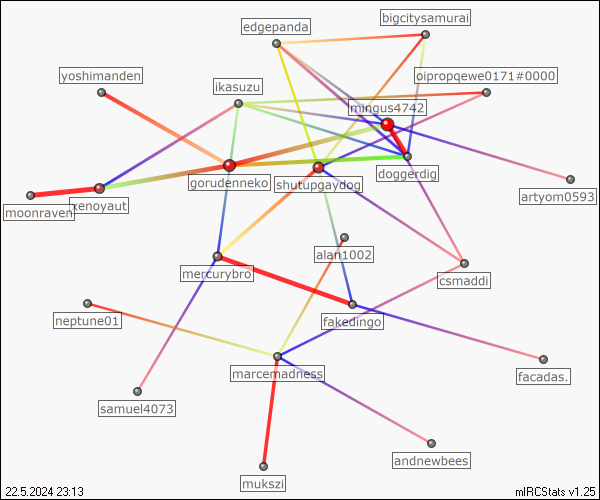 bigcitysamurai
edgepanda
yoshimanden
oipropqewe0171#0000
ikasuzu
mingus4742
doggerdig
gorudenneko
shutupgaydog
artyom0593
xenoyaut
moonraven
alan1002
mercurybro
csmaddi
neptune01
fakedingo
marcemadness
facadas.
samuel4073
andnewbees
mukszi
22.5.2024 23:13
mIRCStats v1.25